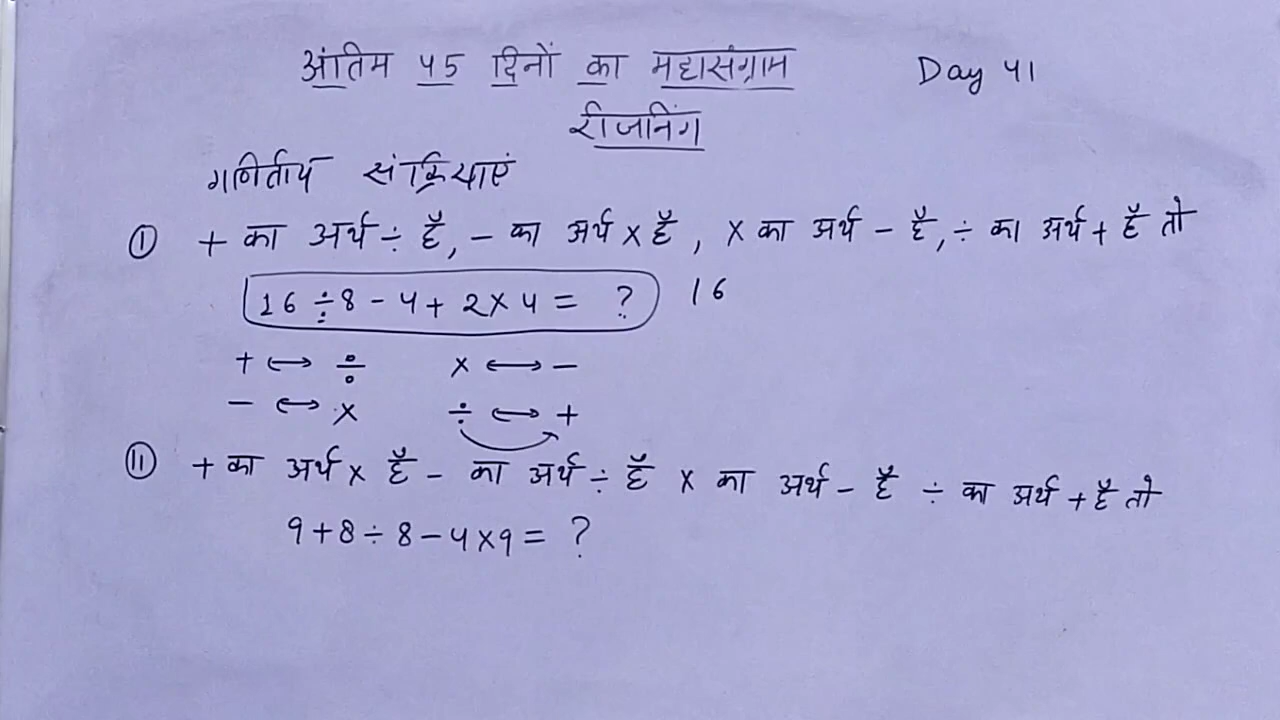 अंतिम 45 दिनों का महासंग्राम Day 41
रीजनिंग
गणितीय संक्रियाएं
① + का अर्थ ÷ है, - का अर्थ × है, × का अर्थ - है, ÷ का अर्थ + है तो
16 ÷ 8 - 4 + 2 × 4 = ? 16
+ ↔ ÷ × ↔ -
- ↔ × ÷ ↔ +
⑪ + का अर्थ × है - का अर्थ ÷ है × का अर्थ - है ÷ का अर्थ + है तो
9 + 8 ÷ 8 - 4 × 9 = ?